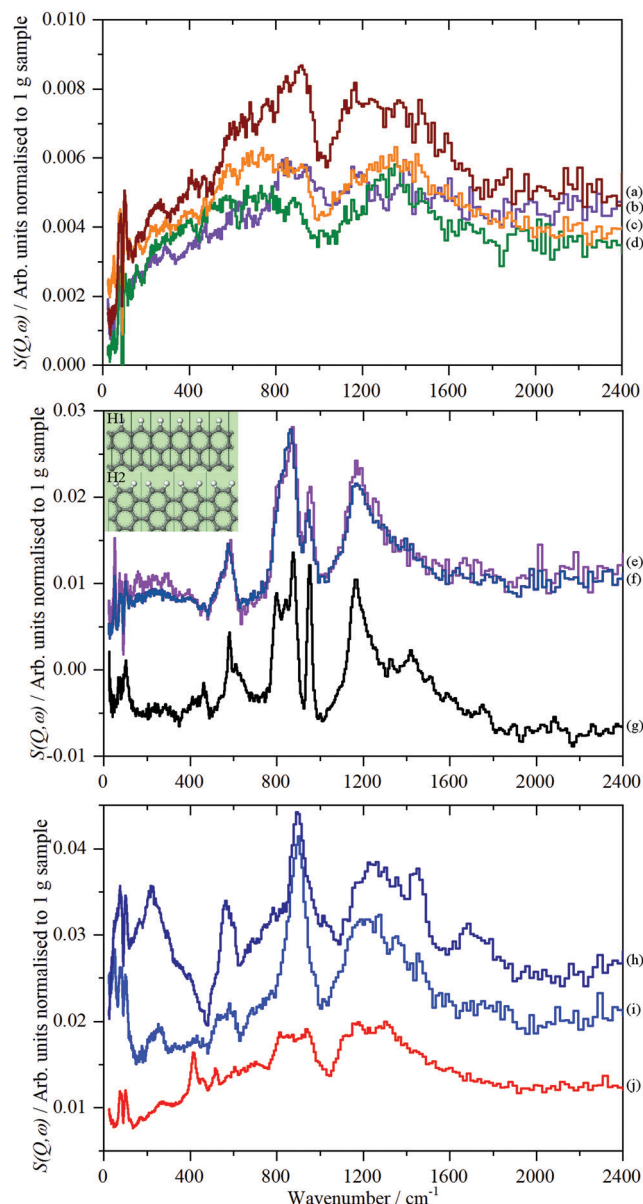 0.010
0.008
0.006
0.004
0.002
0.000
S(Q,ω) / Arb. units normalised to 1 g sample
(a)
(b)
(c)
(d)
0 400 800 1200 1600 2000 2400
0.03
0.02
0.01
0.00
-0.01
S(Q,ω) / Arb. units normalised to 1 g sample
H1
H2
(e)
(f)
(g)
0 400 800 1200 1600 2000 2400
0.04
0.03
0.02
0.01
S(Q,ω) / Arb. units normalised to 1 g sample
(h)
(i)
(j)
0 400 800 1200 1600 2000 2400
Wavenumber / cm⁻¹